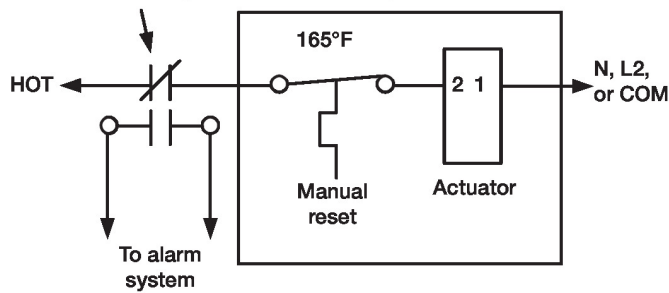 165°F
HOT
2 1
N, L2,
or COM
Manual
reset
Actuator
To alarm
system